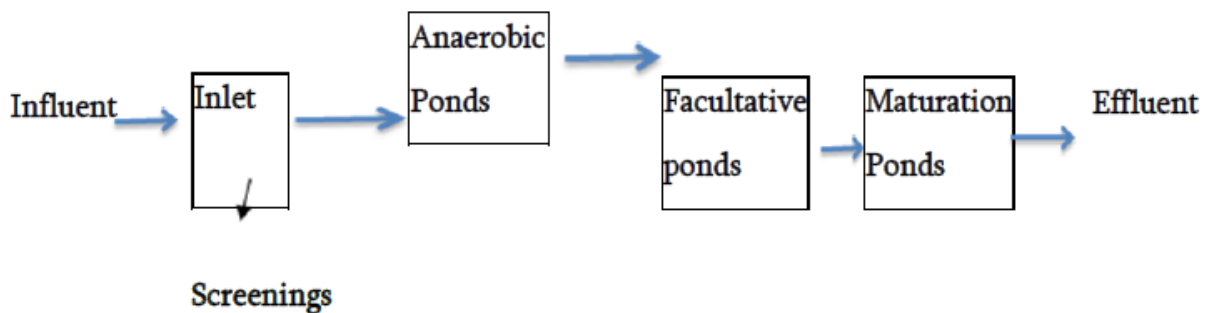 Influent
Inlet
Screenings
Anaerobic
Ponds
Facultative
ponds
Maturation
Ponds
Effluent